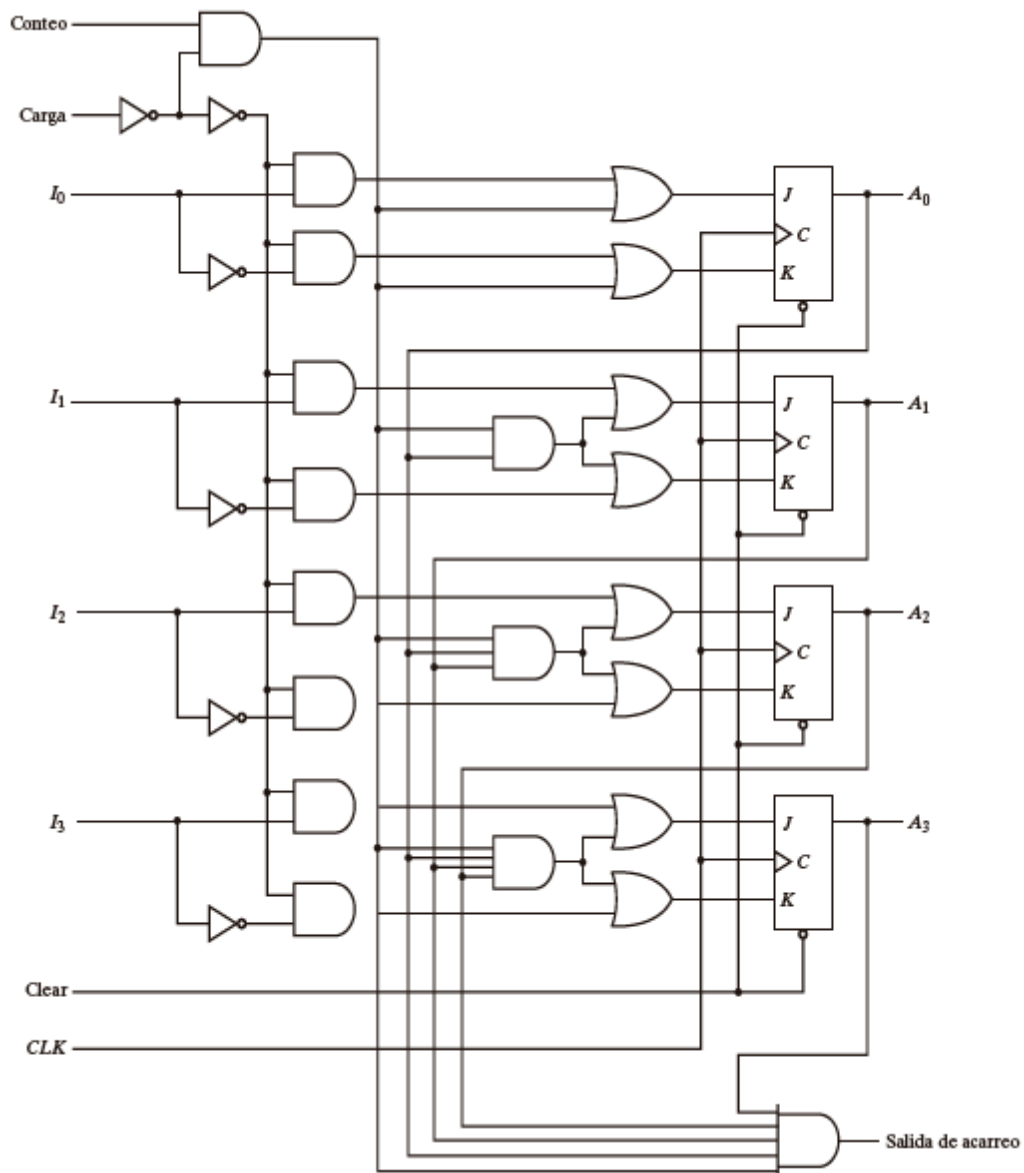 Conteo
Carga
I₀
J
A₀
C
K
I₁
J
A₁
C
K
I₂
J
A₂
C
K
I₃
J
A₃
C
K
Clear
CLK
Salida de acarreo